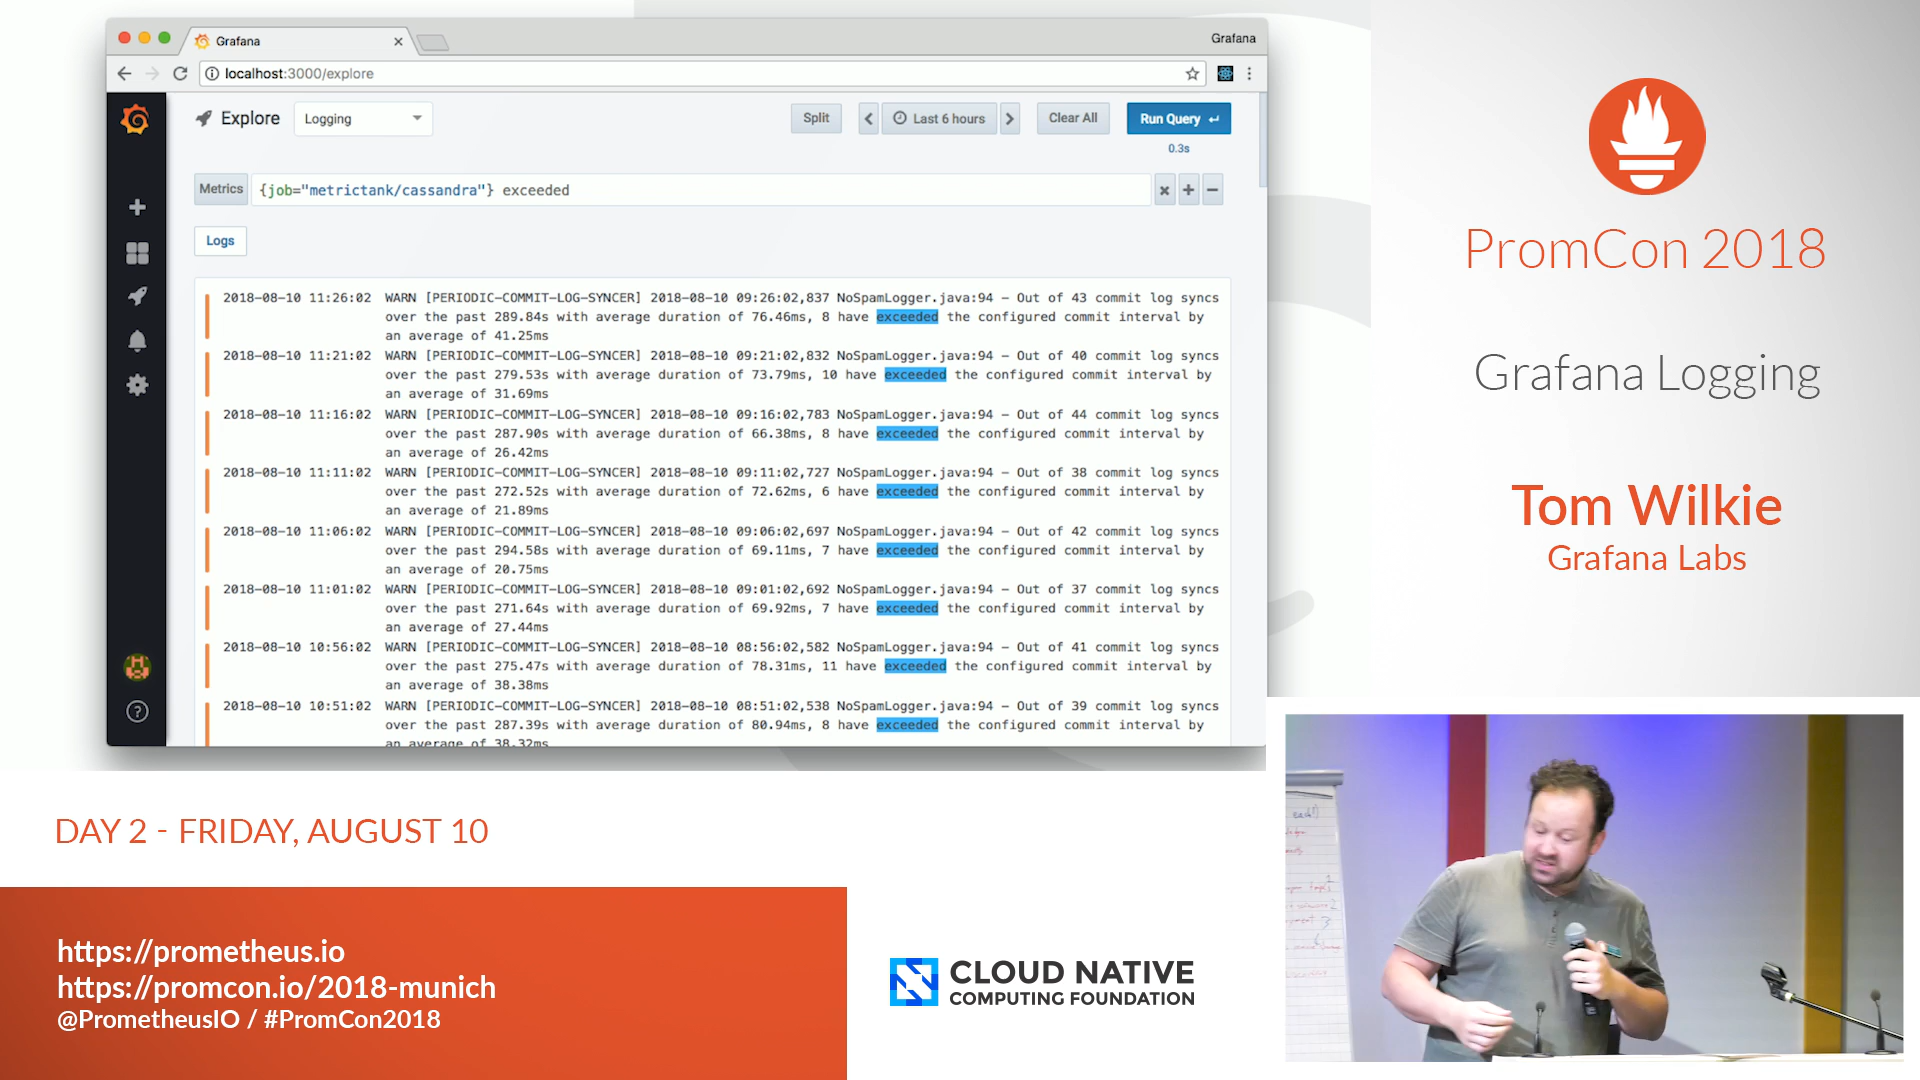 Grafana
Grafana
localhost:3000/explore
Explore
Logging
Split
Last 6 hours
Clear All
Run Query
0.3s
Metrics
{job="metrictank/cassandra"} exceeded
Logs
2018-08-10 11:26:02 WARN [PERIODIC-COMMIT-LOG-SYNCER] 2018-08-10 09:26:02,837 NoSpamLogger.java:94 – Out of 43 commit log syncs
over the past 289.84s with average duration of 76.46ms, 8 have exceeded the configured commit interval by
an average of 41.25ms
2018-08-10 11:21:02 WARN [PERIODIC-COMMIT-LOG-SYNCER] 2018-08-10 09:21:02,832 NoSpamLogger.java:94 – Out of 40 commit log syncs
over the past 279.53s with average duration of 73.79ms, 10 have exceeded the configured commit interval by
an average of 31.69ms
2018-08-10 11:16:02 WARN [PERIODIC-COMMIT-LOG-SYNCER] 2018-08-10 09:16:02,783 NoSpamLogger.java:94 – Out of 44 commit log syncs
over the past 287.90s with average duration of 66.38ms, 8 have exceeded the configured commit interval by
an average of 26.42ms
2018-08-10 11:11:02 WARN [PERIODIC-COMMIT-LOG-SYNCER] 2018-08-10 09:11:02,727 NoSpamLogger.java:94 – Out of 38 commit log syncs
over the past 272.52s with average duration of 72.62ms, 6 have exceeded the configured commit interval by
an average of 21.89ms
2018-08-10 11:06:02 WARN [PERIODIC-COMMIT-LOG-SYNCER] 2018-08-10 09:06:02,697 NoSpamLogger.java:94 – Out of 42 commit log syncs
over the past 294.58s with average duration of 69.11ms, 7 have exceeded the configured commit interval by
an average of 20.75ms
2018-08-10 11:01:02 WARN [PERIODIC-COMMIT-LOG-SYNCER] 2018-08-10 09:01:02,692 NoSpamLogger.java:94 – Out of 37 commit log syncs
over the past 271.64s with average duration of 69.92ms, 7 have exceeded the configured commit interval by
an average of 27.44ms
2018-08-10 10:56:02 WARN [PERIODIC-COMMIT-LOG-SYNCER] 2018-08-10 08:56:02,582 NoSpamLogger.java:94 – Out of 41 commit log syncs
over the past 275.47s with average duration of 78.31ms, 11 have exceeded the configured commit interval by
an average of 38.38ms
2018-08-10 10:51:02 WARN [PERIODIC-COMMIT-LOG-SYNCER] 2018-08-10 08:51:02,538 NoSpamLogger.java:94 – Out of 39 commit log syncs
over the past 287.39s with average duration of 80.94ms, 8 have exceeded the configured commit interval by
an average of 38.32ms
PromCon 2018
Grafana Logging
Tom Wilkie
Grafana Labs
DAY 2 - FRIDAY, AUGUST 10
https://prometheus.io
https://promcon.io/2018-munich
@PrometheusIO / #PromCon2018
CLOUD NATIVE
COMPUTING FOUNDATION